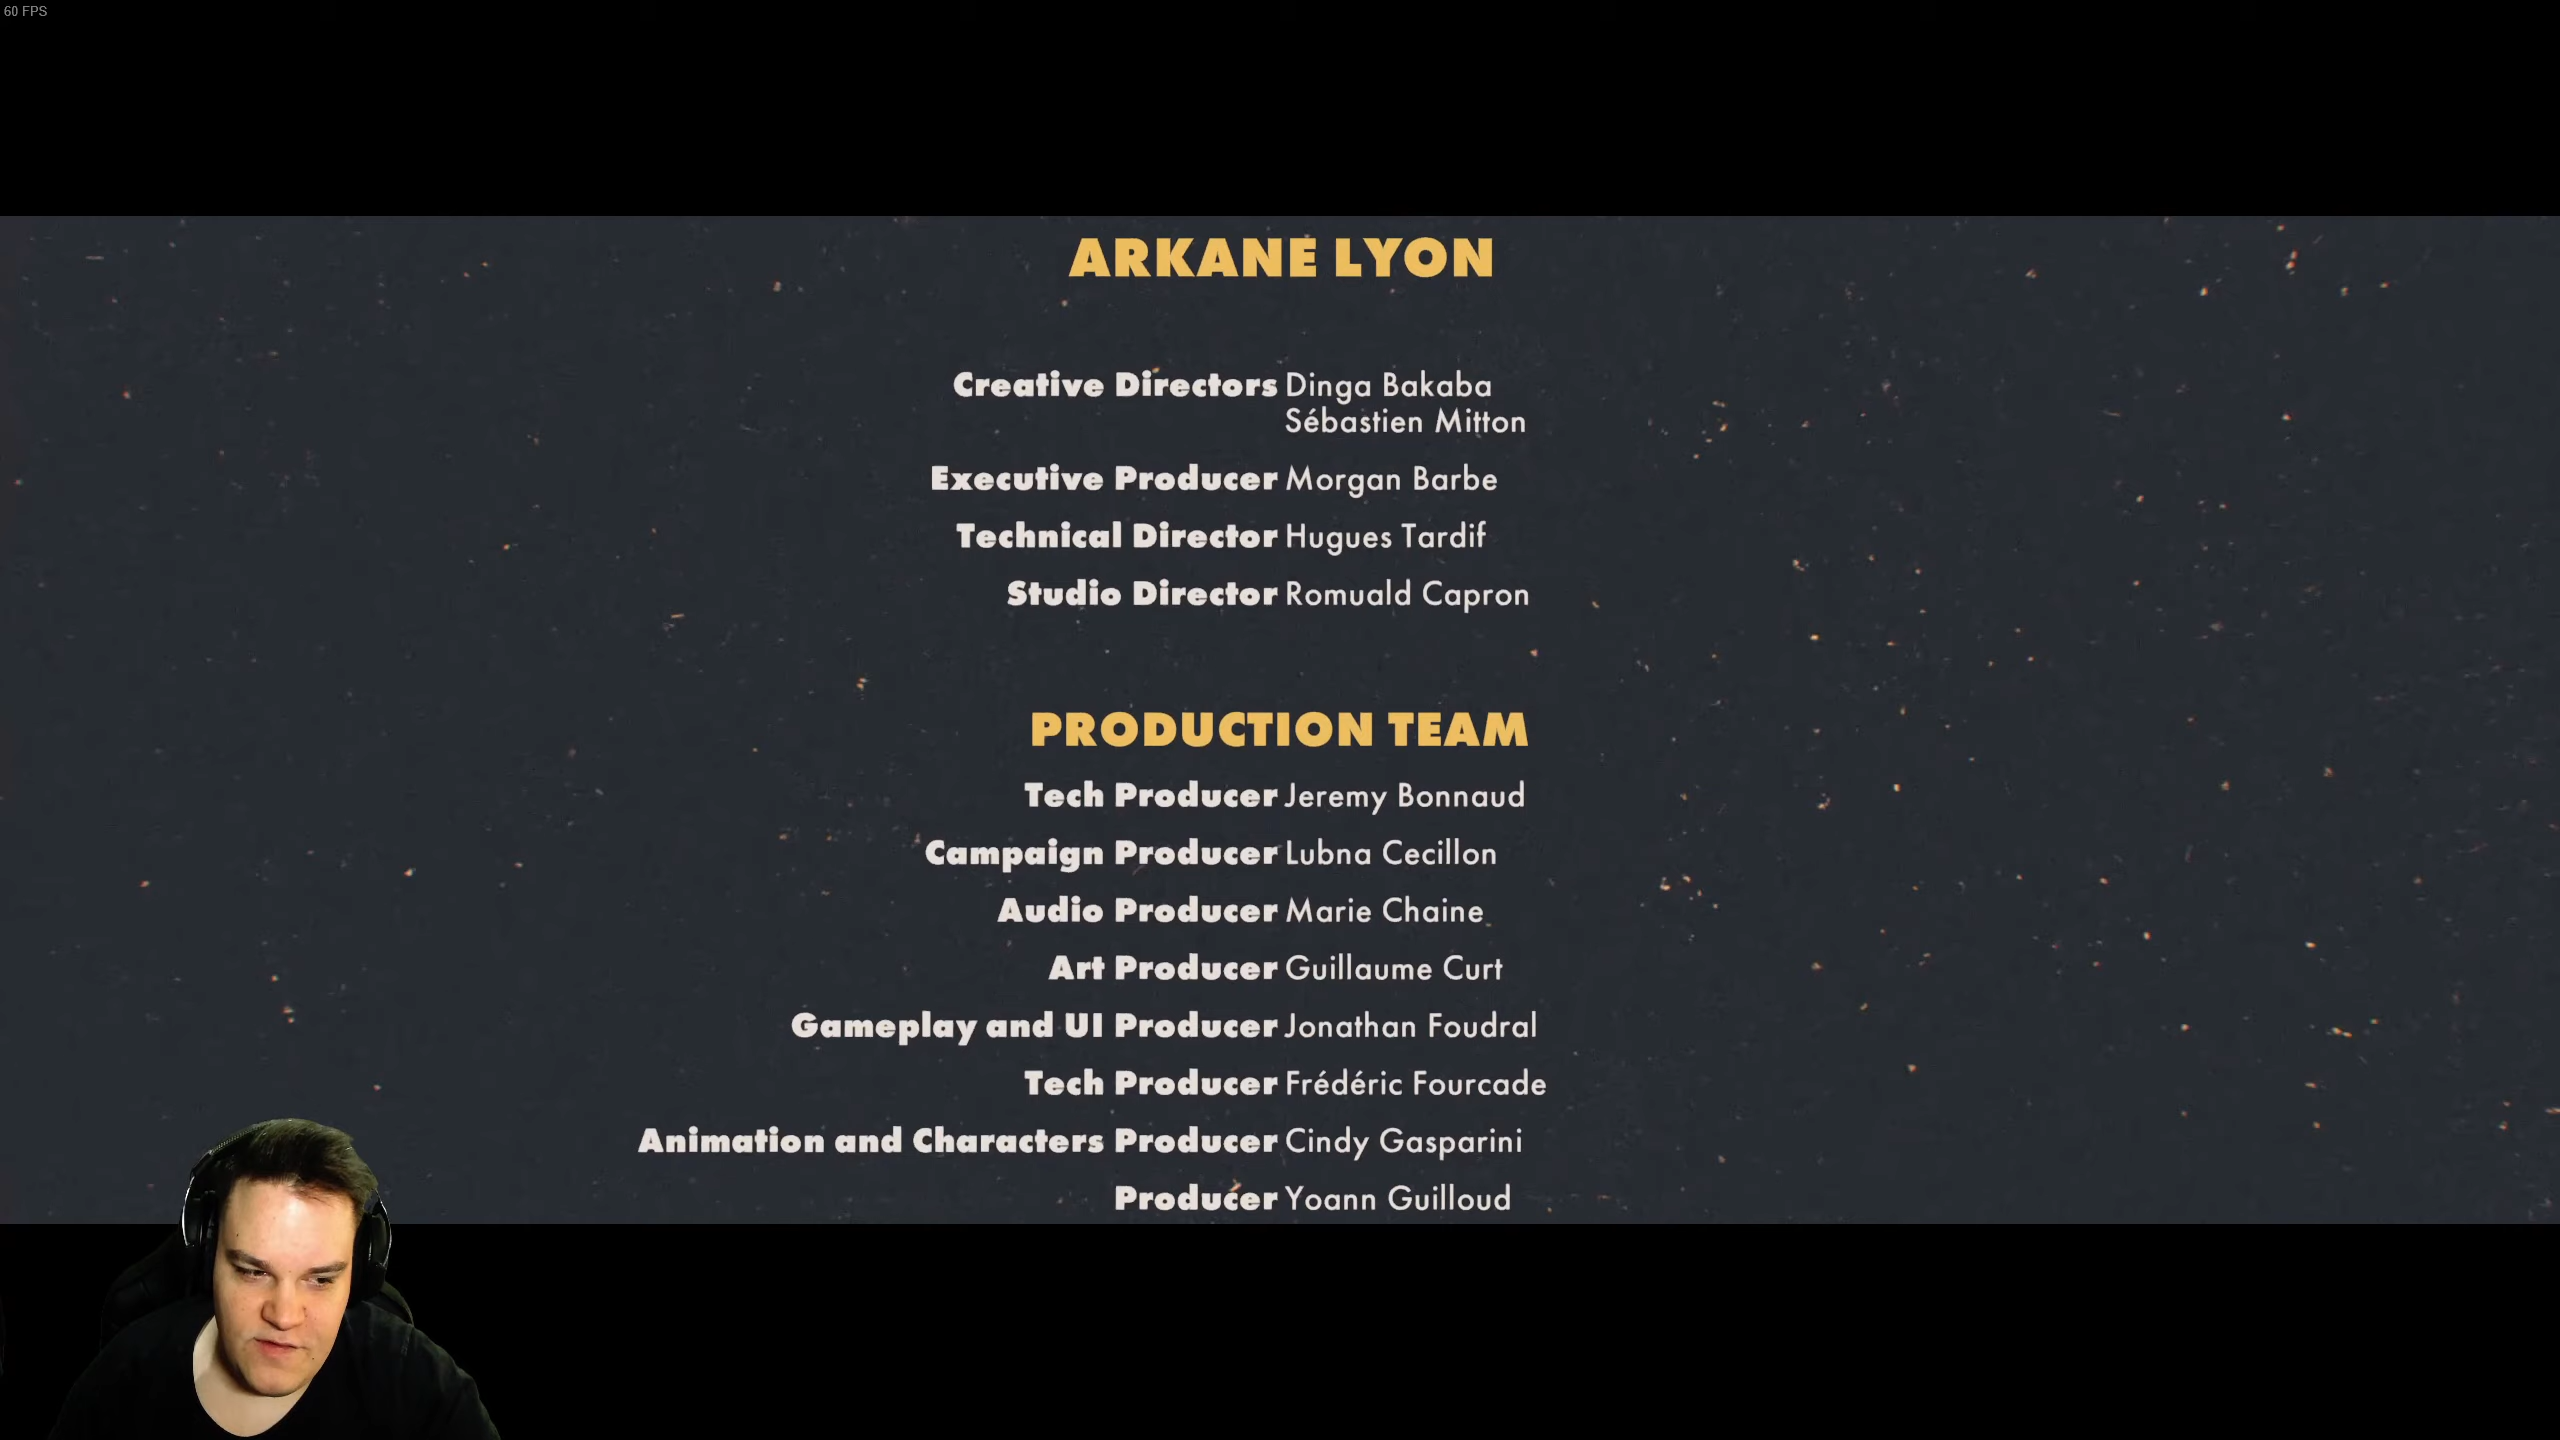 60 FPS
ARKANE LYON
Creative Directors Dinga Bakaba
Sébastien Mitton
Executive Producer Morgan Barbe
Technical Director Hugues Tardif
Studio Director Romuald Capron
PRODUCTION TEAM
Tech Producer Jeremy Bonnaud
Campaign Producer Lubna Cecillon
Audio Producer Marie Chaine
Art Producer Guillaume Curt
Gameplay and UI Producer Jonathan Foudral
Tech Producer Frédéric Fourcade
Animation and Characters Producer Cindy Gasparini
Producer Yoann Guilloud